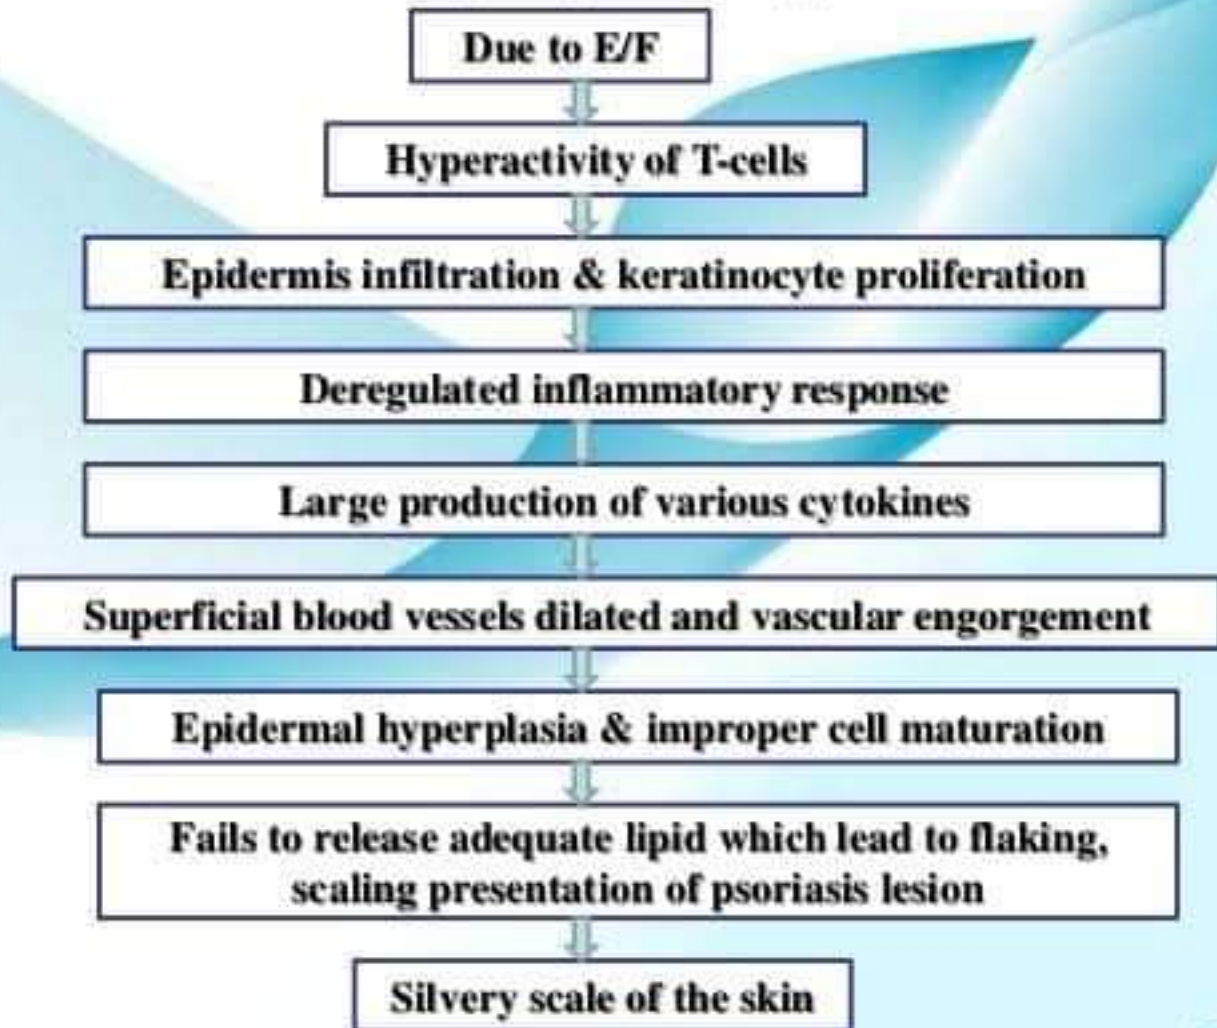 Due to E/F
Hyperactivity of T-cells
Epidermis infiltration & keratinocyte proliferation
Deregulated inflammatory response
Large production of various cytokines
Superficial blood vessels dilated and vascular engorgement
Epidermal hyperplasia & improper cell maturation
Fails to release adequate lipid which lead to flaking,
scaling presentation of psoriasis lesion
Silvery scale of the skin